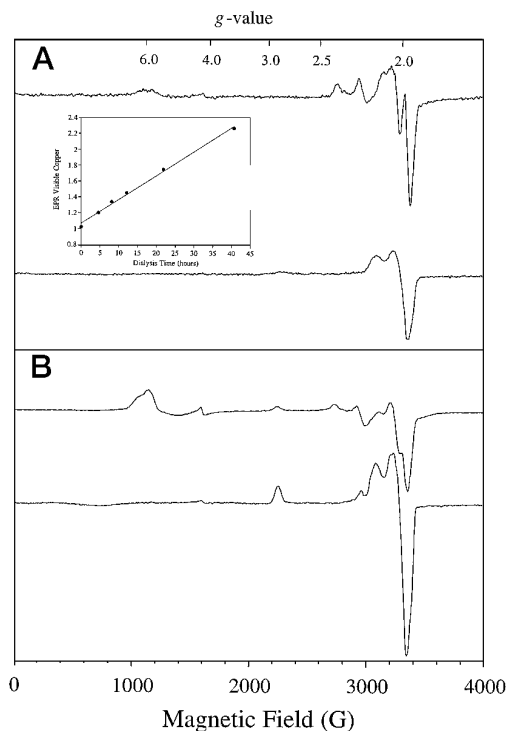 g-value
A
6.0 4.0 3.0 2.5 2.0
2.4
2.2
2
1.8
1.6
1.4
1.2
1
0.8
EPR Visible Copper
0 5 10 15 20 25 30 35 40 45
Dialysis Time (hours)
B
0 1000 2000 3000 4000
Magnetic Field (G)